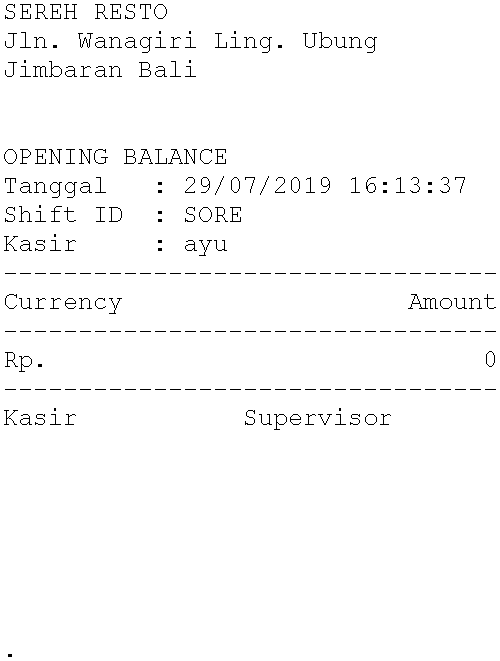 SEREH RESTO
Jln. Wanagiri Ling. Ubung
Jimbaran Bali
OPENING BALANCE
Tanggal   : 29/07/2019 16:13:37
Shift ID  : SORE
Kasir     : ayu
---------------------------------
Currency                   Amount
---------------------------------
Rp.                             0
---------------------------------
Kasir           Supervisor
.